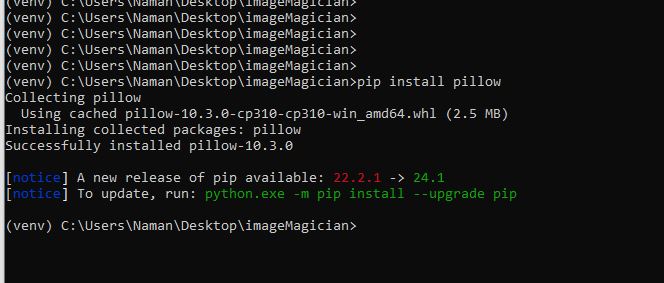 (venv) C:\Users\Naman\Desktop\imageMagician>
(venv) C:\Users\Naman\Desktop\imageMagician>
(venv) C:\Users\Naman\Desktop\imageMagician>
(venv) C:\Users\Naman\Desktop\imageMagician>
(venv) C:\Users\Naman\Desktop\imageMagician>
(venv) C:\Users\Naman\Desktop\imageMagician>pip install pillow
Collecting pillow
  Using cached pillow-10.3.0-cp310-cp310-win_amd64.whl (2.5 MB)
Installing collected packages: pillow
Successfully installed pillow-10.3.0
[notice] A new release of pip available: 22.2.1 -> 24.1
[notice] To update, run: python.exe -m pip install --upgrade pip
(venv) C:\Users\Naman\Desktop\imageMagician>